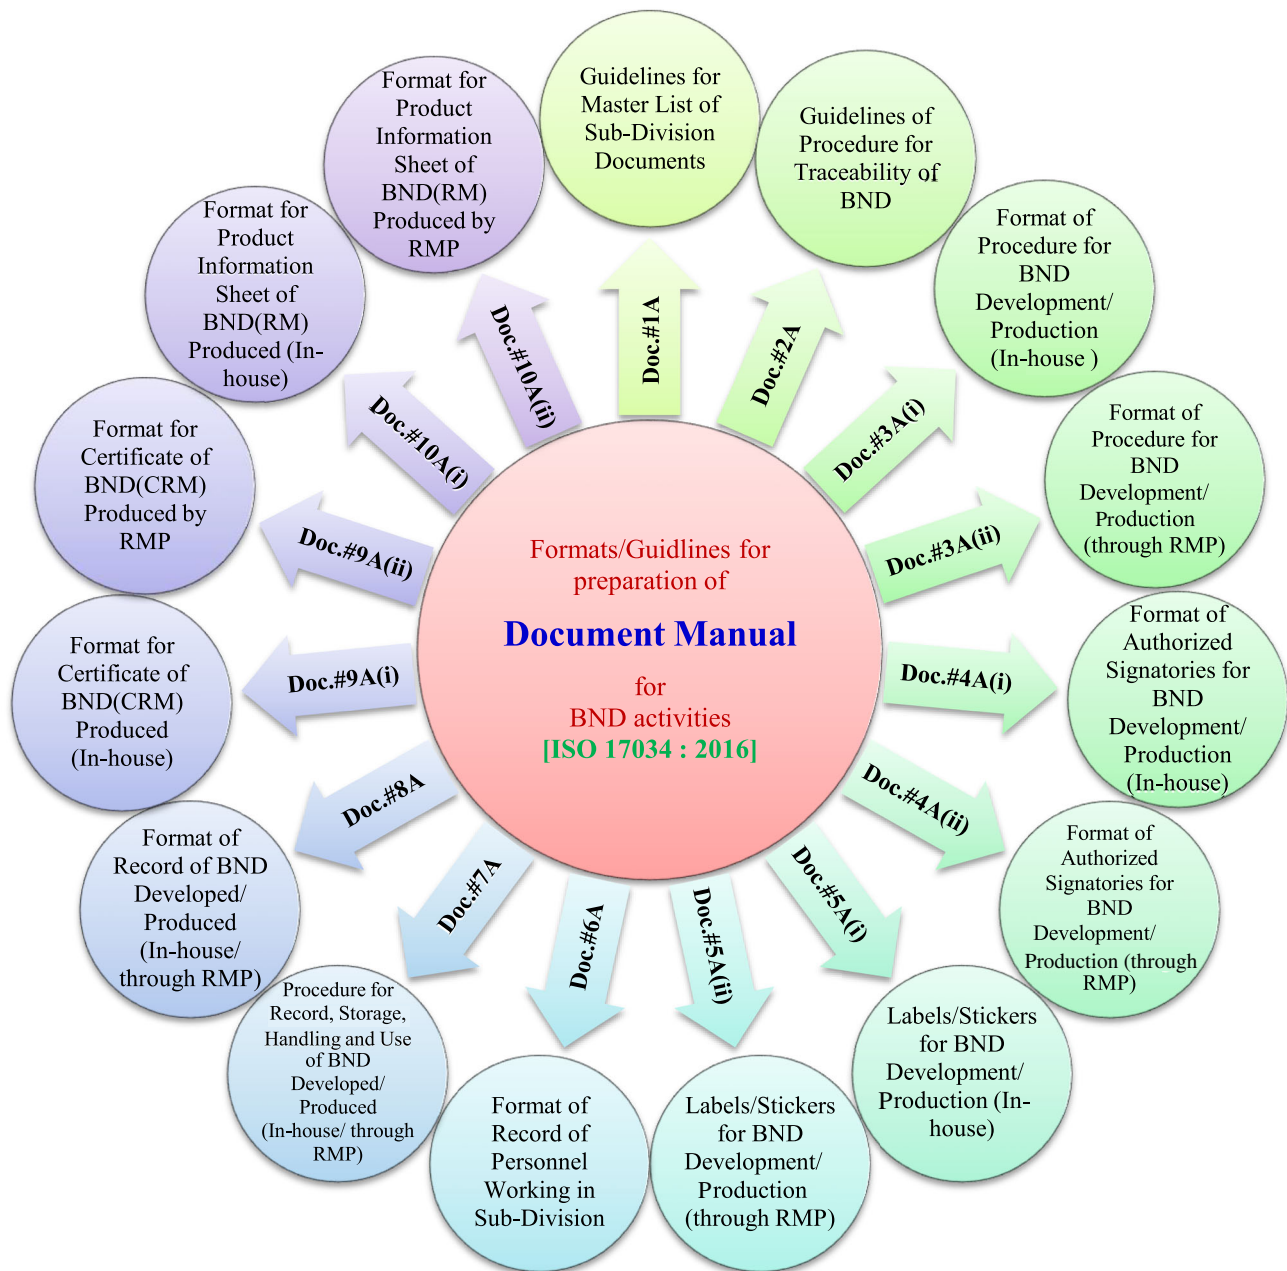 Formats/Guidlines for
preparation of
Document Manual
for
BND activities
[ISO 17034 : 2016]
Doc.#1A
Guidelines for
Master List of
Sub-Division
Documents
Doc.#2A
Guidelines of
Procedure for
Traceability of
BND
Doc.#3A(i)
Format of
Procedure for
BND
Development/
Production
(In-house )
Doc.#3A(ii)
Format of
Procedure for
BND
Development/
Production
(through RMP)
Doc.#4A(i)
Format of
Authorized
Signatories for
BND
Development/
Production
(In-house)
Doc.#4A(ii)
Format of
Authorized
Signatories for
BND
Development/
Production (through
RMP)
Doc.#5A(i)
Labels/Stickers
for BND
Development/
Production (In-
house)
Doc.#5A(ii)
Labels/Stickers
for BND
Development/
Production
(through RMP)
Doc.#6A
Format of
Record of
Personnel
Working in
Sub-Division
Doc.#7A
Procedure for
Record, Storage,
Handling and Use
of BND
Developed/
Produced
(In-house/ through
RMP)
Doc.#8A
Format of
Record of BND
Developed/
Produced
(In-house/
through RMP)
Doc.#9A(i)
Format for
Certificate of
BND(CRM)
Produced
(In-house)
Doc.#9A(ii)
Format for
Certificate of
BND(CRM)
Produced by
RMP
Doc.#10A(i)
Format for
Product
Information
Sheet of
BND(RM)
Produced (In-
house)
Doc.#10A(ii)
Format for
Product
Information
Sheet of
BND(RM)
Produced by
RMP